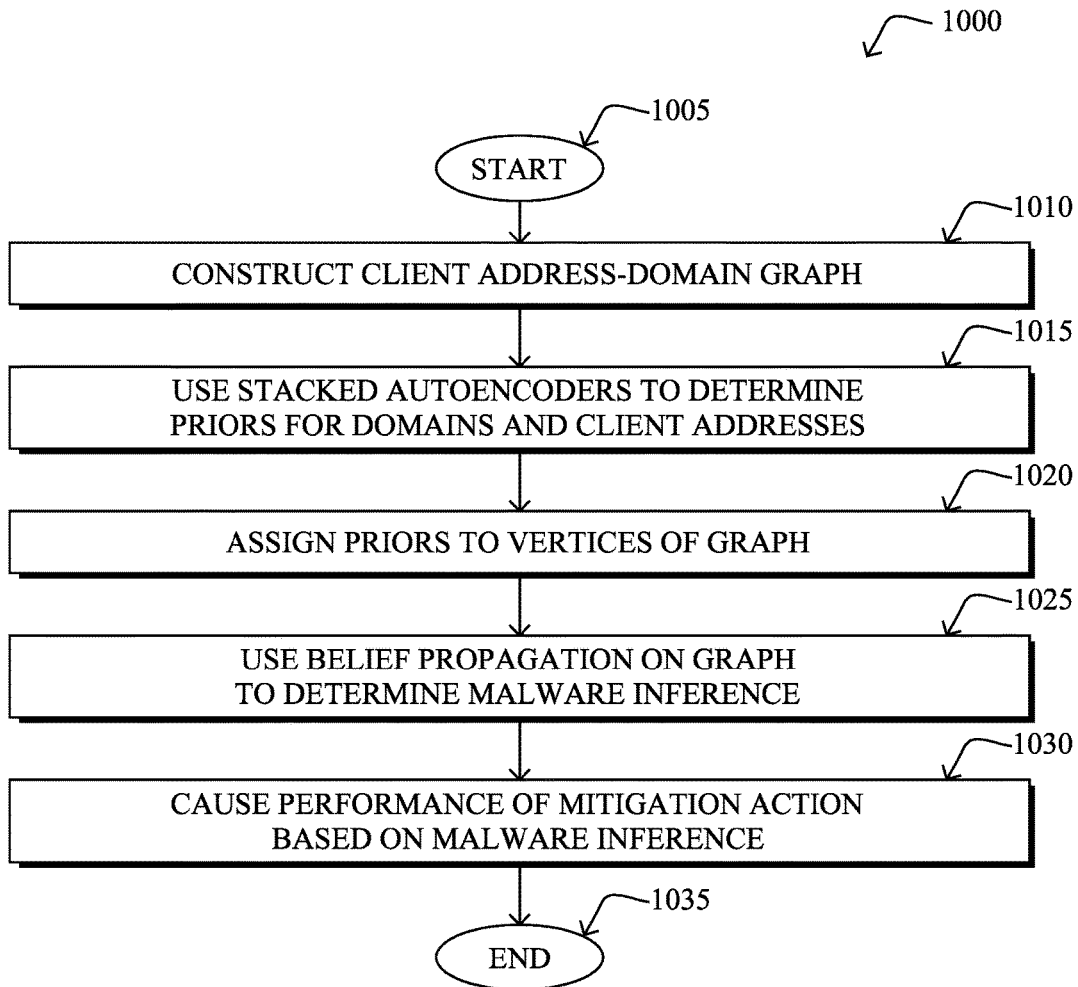 1000
1005
START
1010
CONSTRUCT CLIENT ADDRESS-DOMAIN GRAPH
1015
USE STACKED AUTOENCODERS TO DETERMINE
PRIORS FOR DOMAINS AND CLIENT ADDRESSES
1020
ASSIGN PRIORS TO VERTICES OF GRAPH
1025
USE BELIEF PROPAGATION ON GRAPH
TO DETERMINE MALWARE INFERENCE
1030
CAUSE PERFORMANCE OF MITIGATION ACTION
BASED ON MALWARE INFERENCE
1035
END